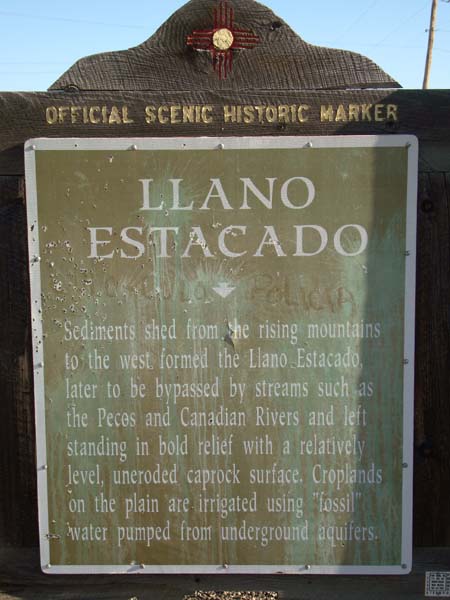 OFFICIAL SCENIC HISTORIC MARKER
LLANO
ESTACADO
POLICIA
Sediments shed from the rising mountains
to the west formed the Llano Estacado,
later to be bypassed by streams such as
the Pecos and Canadian Rivers and left
standing in bold relief with a relatively
level, uneroded caprock surface. Croplands
on the plain are irrigated using "fossil"
water pumped from underground aquifers.